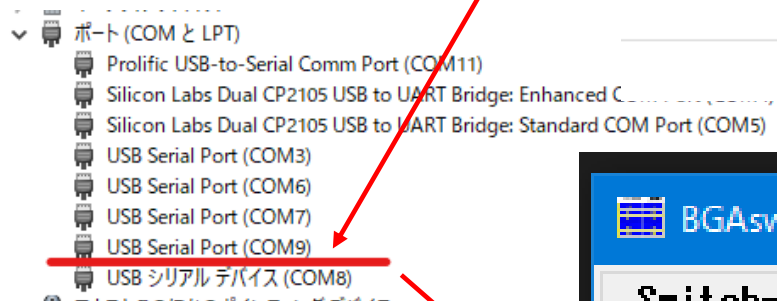 ポート (COM と LPT)
Prolific USB-to-Serial Comm Port (COM11)
Silicon Labs Dual CP2105 USB to UART Bridge: Enhanced
Silicon Labs Dual CP2105 USB to UART Bridge: Standard COM Port (COM5)
USB Serial Port (COM3)
USB Serial Port (COM6)
USB Serial Port (COM7)
USB Serial Port (COM9)
USB シリアル デバイス (COM8)
BGAsw